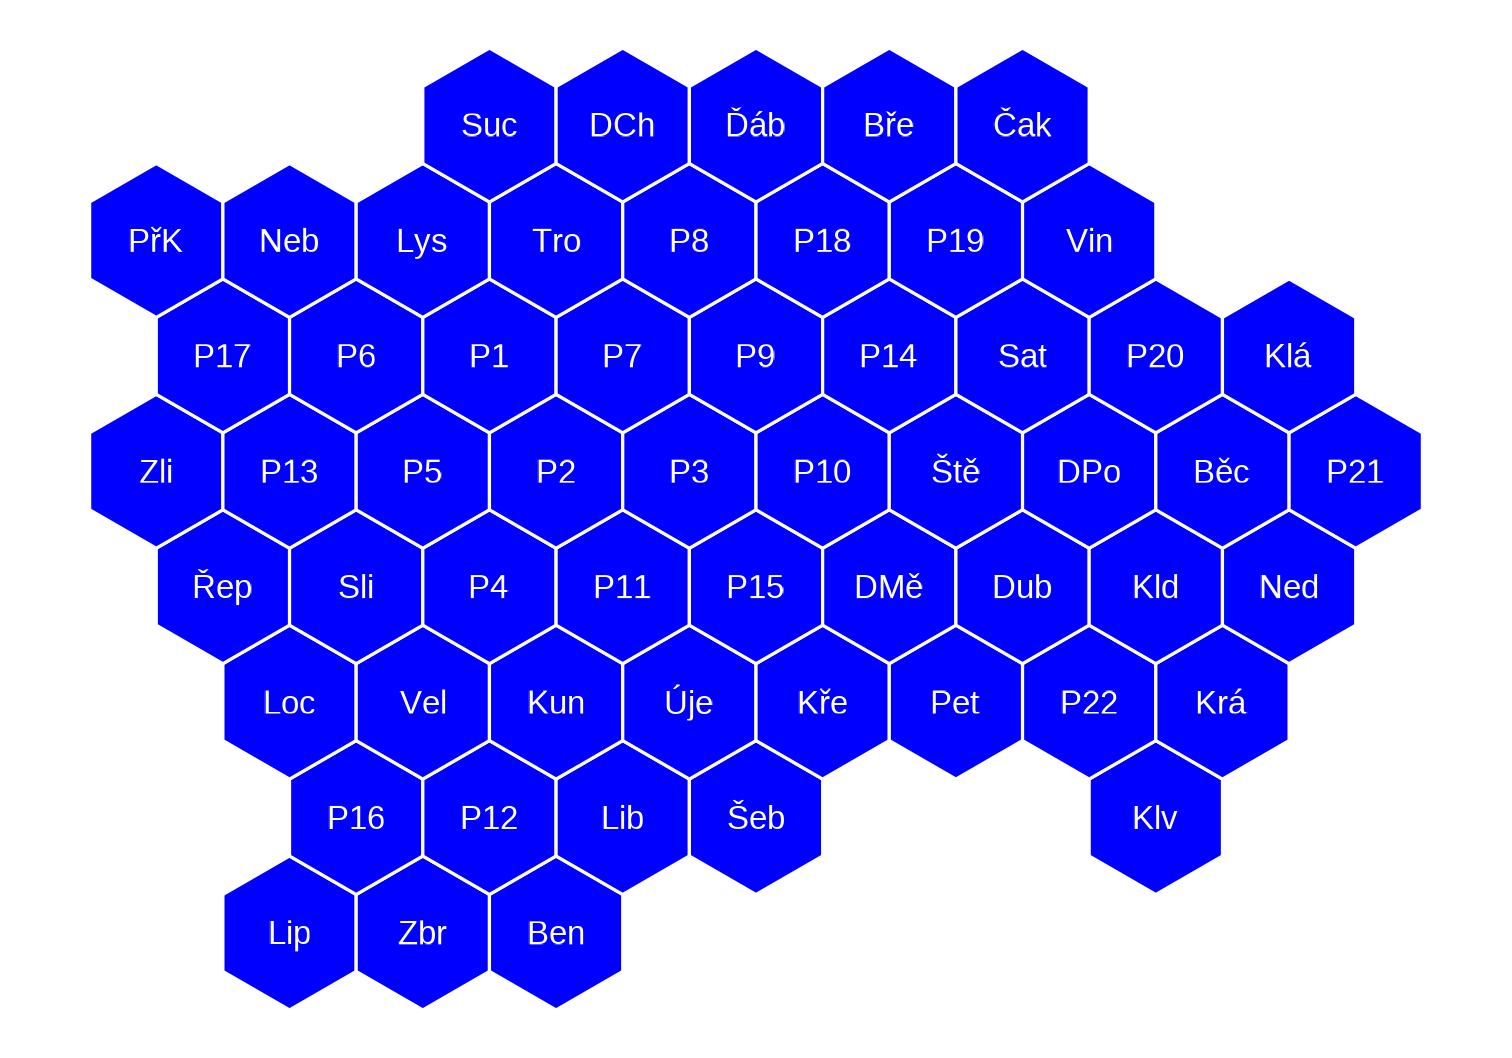 Suc DCh Ďáb Bře Čak
PřK Neb Lys Tro P8 P18 P19 Vin
P17 P6 P1 P7 P9 P14 Sat P20 Klá
Zli P13 P5 P2 P3 P10 Ště DPo Běc P21
Řep Sli P4 P11 P15 DMě Dub Kld Ned
Loc Vel Kun Úje Kře Pet P22 Krá
P16 P12 Lib Šeb Klv
Lip Zbr Ben